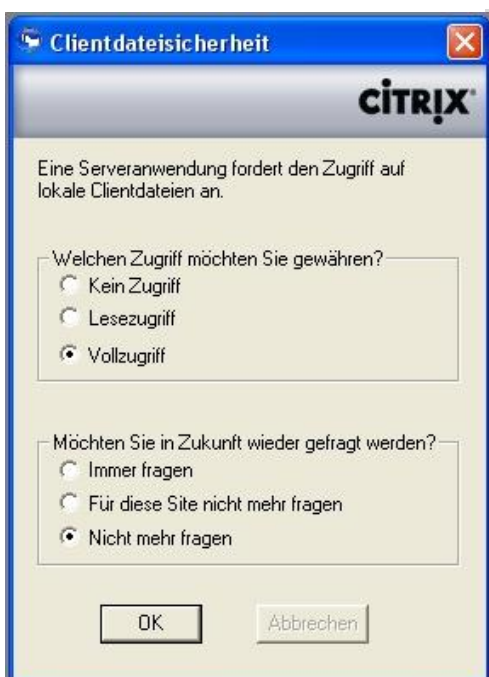 Clientdateisicherheit
CITRIX
Eine Serveranwendung fordert den Zugriff auf
lokale Clientdateien an.
Welchen Zugriff möchten Sie gewähren?
Kein Zugriff
Lesezugriff
Vollzugriff
Möchten Sie in Zukunft wieder gefragt werden?
Immer fragen
Für diese Site nicht mehr fragen
Nicht mehr fragen
OK
Abbrechen